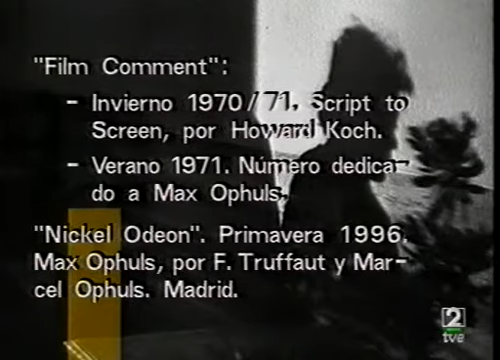 "Film Comment":
- Invierno 1970/71. Script to
Screen, por Howard Koch.
- Verano 1971. Número dedica-
do a Max Ophuls.
"Nickel Odeon". Primavera 1996.
Max Ophuls, por F. Truffaut y Mar-
cel Ophuls. Madrid.
2
tve